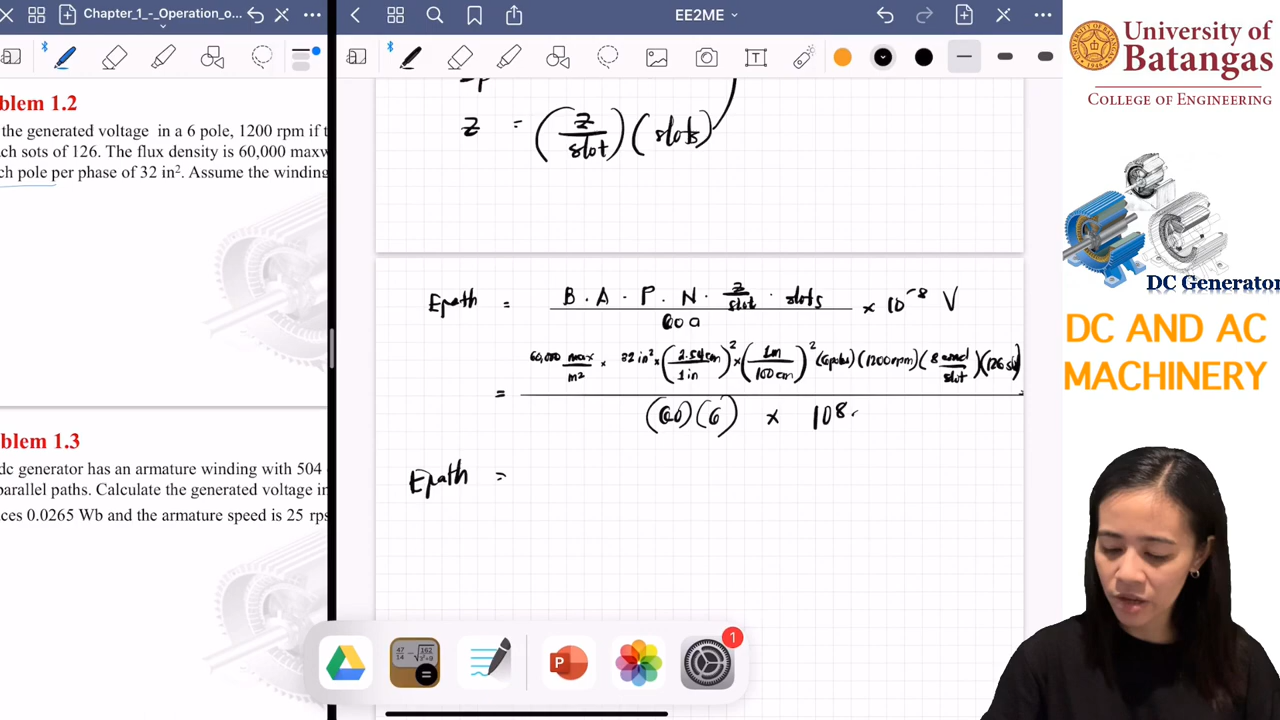 Chapter_1_-_Operation_o...
EE2ME
blem 1.2
the generated voltage in a 6 pole, 1200 rpm if t
ch sots of 126. The flux density is 60,000 maxw
ch pole per phase of 32 in². Assume the winding
blem 1.3
dc generator has an armature winding with 504
parallel paths. Calculate the generated voltage in
ces 0.0265 Wb and the armature speed is 25 rps
z = (z/slot)(slots)
Epath = B · A · P · N · z/slot · slots / 60 a × 10⁻⁸ V
= 60,000 max/m² × 32 in² × (2.54 cm/1 in)² × (1m/100 cm)² (6 poles)(1200 rpm)(8 cond/slot)(126 slo
(60)(6) × 10⁸
Epath =
1
University of
Batangas
COLLEGE OF ENGINEERING
DC Generator
DC AND AC
MACHINERY